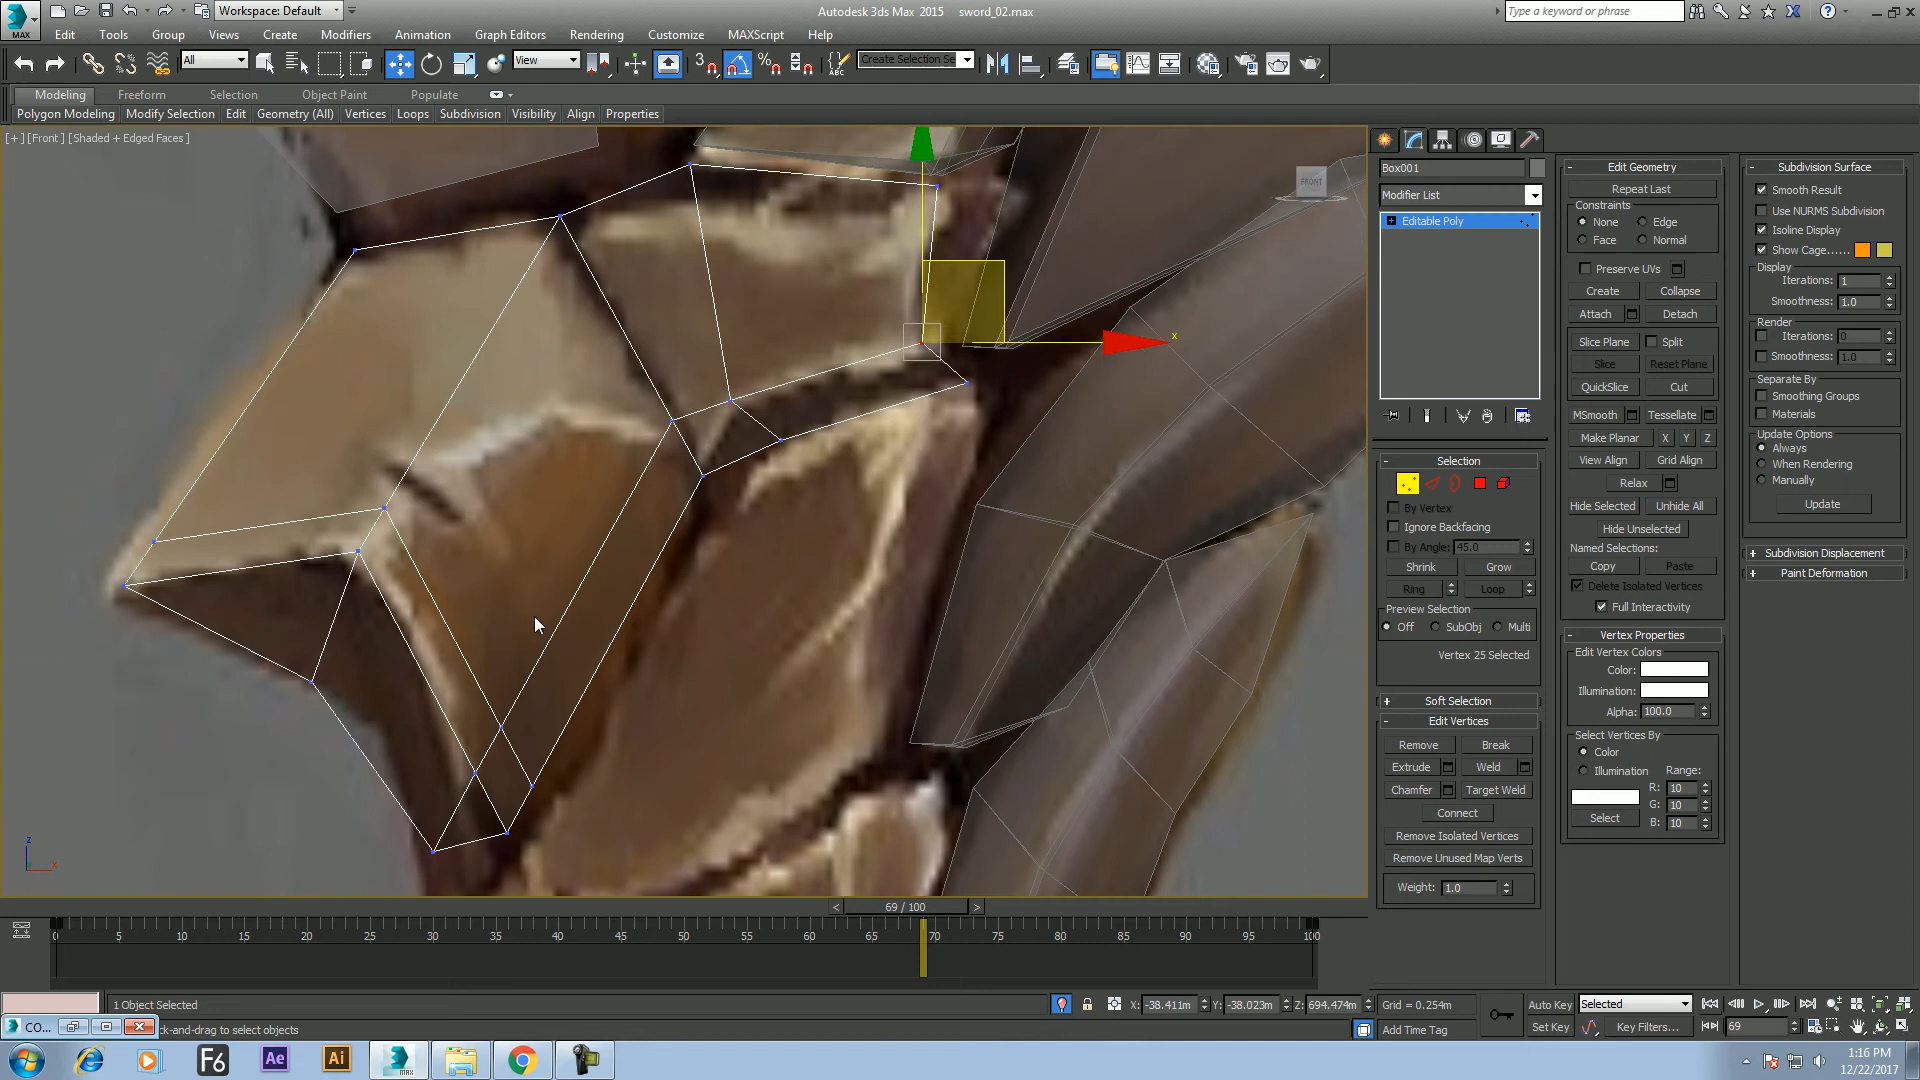 MAX
Workspace: Default
Autodesk 3ds Max 2015 sword_02.max
Type a keyword or phrase
Edit Tools Group Views Create Modifiers Animation Graph Editors Rendering Customize MAXScript Help
All View 3 Create Selection Se
ABC
Modeling Freeform Selection Object Paint Populate
Polygon Modeling Modify Selection Edit Geometry (All) Vertices Loops Subdivision Visibility Align Properties
[+] [Front] [Shaded + Edged Faces]
FRONT
x
z
x
Box001
Modifier List
Editable Poly
- Selection
By Vertex
Ignore Backfacing
By Angle: 45.0
Shrink Grow
Ring Loop
Preview Selection
Off SubObj Multi
Vertex 25 Selected
+ Soft Selection
- Edit Vertices
Remove Break
Extrude Weld
Chamfer Target Weld
Connect
Remove Isolated Vertices
Remove Unused Map Verts
Weight: 1.0
- Edit Geometry
Repeat Last
Constraints
None Edge
Face Normal
Preserve UVs
Create Collapse
Attach Detach
Slice Plane Split
Slice Reset Plane
QuickSlice Cut
MSmooth Tessellate
Make Planar X Y Z
View Align Grid Align
Relax
Hide Selected Unhide All
Hide Unselected
Named Selections:
Copy Paste
Delete Isolated Vertices
Full Interactivity
- Vertex Properties
Edit Vertex Colors
Color:
Illumination:
Alpha: 100.0
Select Vertices By
Color
Illumination Range:
R: 10
G: 10
Select B: 10
- Subdivision Surface
Smooth Result
Use NURMS Subdivision
Isoline Display
Show Cage......
Display
Iterations: 1
Smoothness: 1.0
Render
Iterations: 0
Smoothness: 1.0
Separate By
Smoothing Groups
Materials
Update Options
Always
When Rendering
Manually
Update
+ Subdivision Displacement
+ Paint Deformation
< 69 / 100 >
0 5 10 15 20 25 30 35 40 45 50 55 60 65 70 75 80 85 90 95 100
1 Object Selected X: -38.411m Y: -38.023m Z: 694.474m Grid = 0.254m Auto Key Selected
CO... ck-and-drag to select objects Add Time Tag Set Key Key Filters... 69
F6 Ae Ai MAX
1:16 PM
12/22/2017